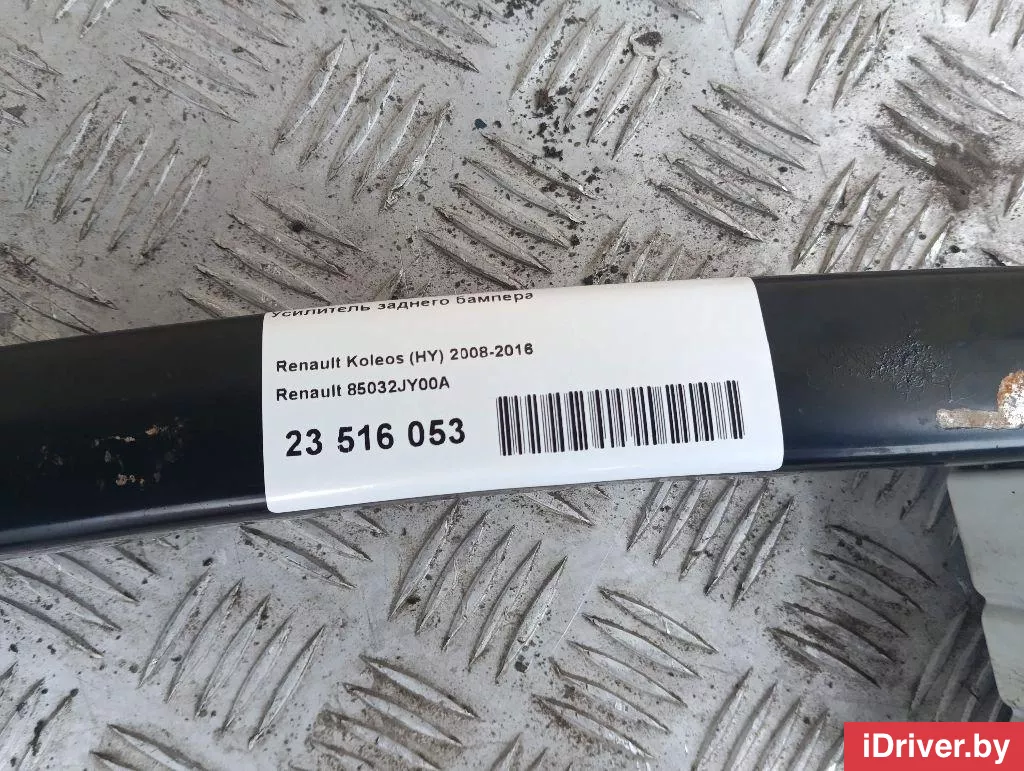 Усилитель заднего бампера
Renault Koleos (HY) 2008-2016
Renault 85032JY00A
23 516 053
iDriver.by